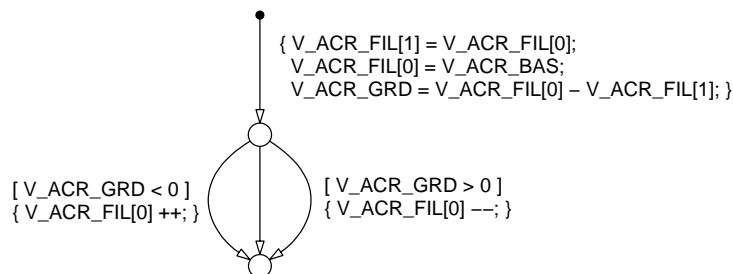 { V_ACR_FIL[1] = V_ACR_FIL[0];
V_ACR_FIL[0] = V_ACR_BAS;
V_ACR_GRD = V_ACR_FIL[0] − V_ACR_FIL[1]; }
[ V_ACR_GRD < 0 ]
{ V_ACR_FIL[0] ++; }
[ V_ACR_GRD > 0 ]
{ V_ACR_FIL[0] −−; }